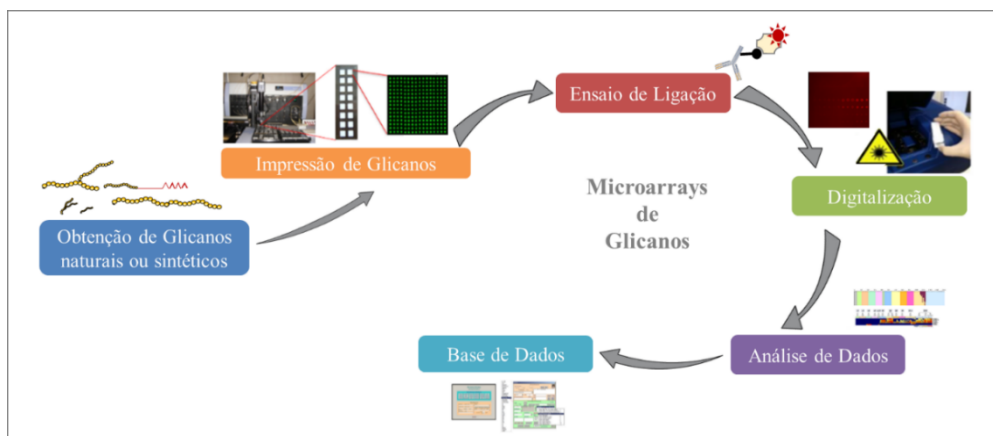 Ensaio de Ligação
Impressão de Glicanos
Microarrays
de
Glicanos
Digitalização
Obtenção de Glicanos
naturais ou sintéticos
Base de Dados
Análise de Dados